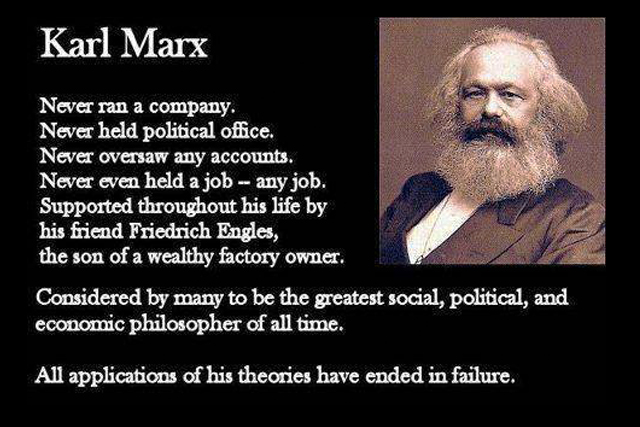 Karl Marx
Never ran a company.
Never held political office.
Never oversaw any accounts.
Never even held a job -- any job.
Supported throughout his life by
his friend Friedrich Engles,
the son of a wealthy factory owner.
Considered by many to be the greatest social, political, and
economic philosopher of all time.
All applications of his theories have ended in failure.